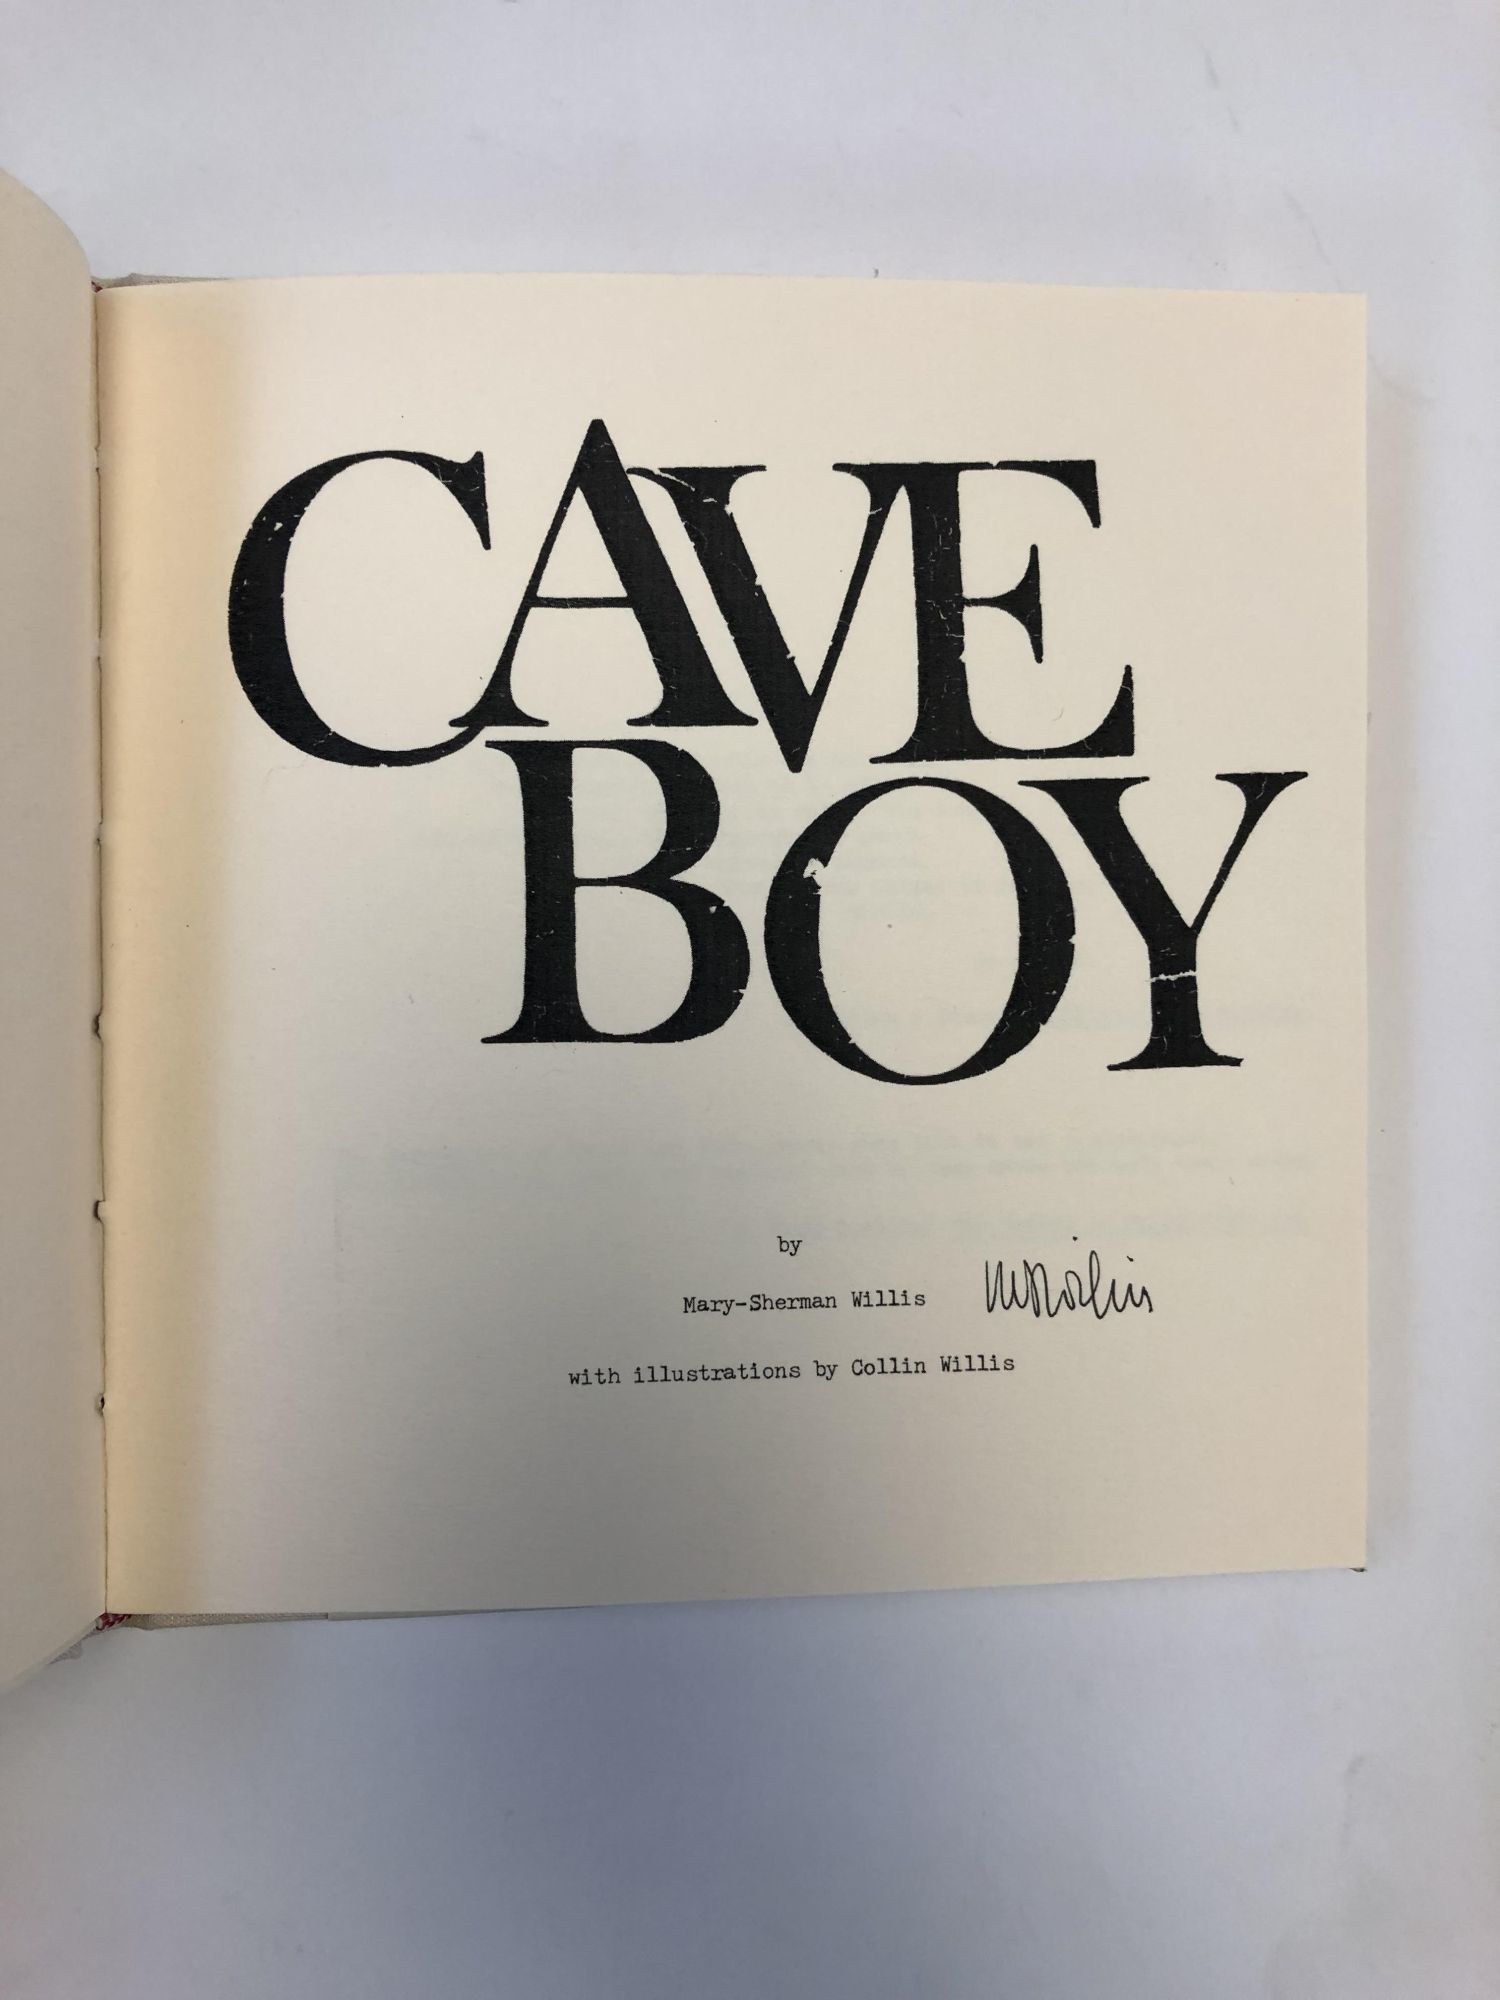 CAVE
BOY
by
Mary-Sherman Willis
with illustrations by Collin Willis